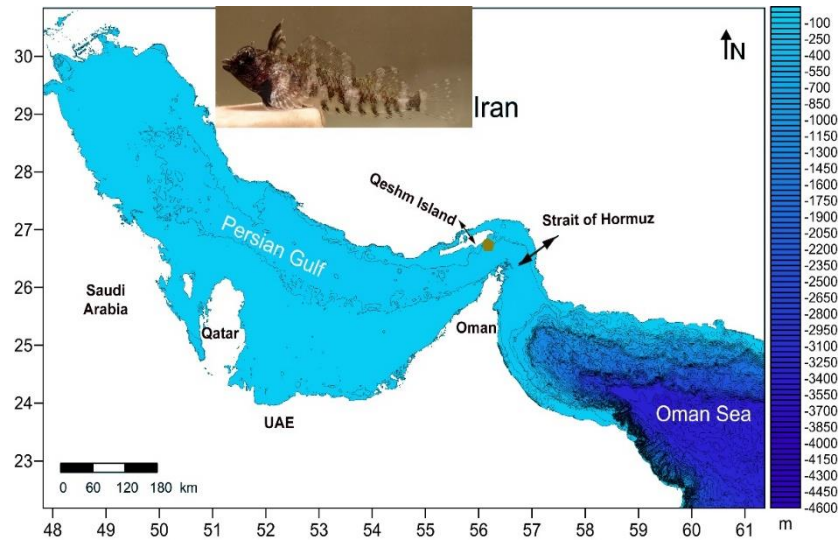 Iran
N
Qeshm Island
Strait of Hormuz
Persian Gulf
Saudi
Arabia
Qatar
Oman
UAE
Oman Sea
0 60 120 180 km
30
29
28
27
26
25
24
23
48 49 50 51 52 53 54 55 56 57 58 59 60 61
-100
-250
-400
-550
-700
-850
-1000
-1150
-1300
-1450
-1600
-1750
-1900
-2050
-2200
-2350
-2500
-2650
-2800
-2950
-3100
-3250
-3400
-3550
-3700
-3850
-4000
-4150
-4300
-4450
-4600
m